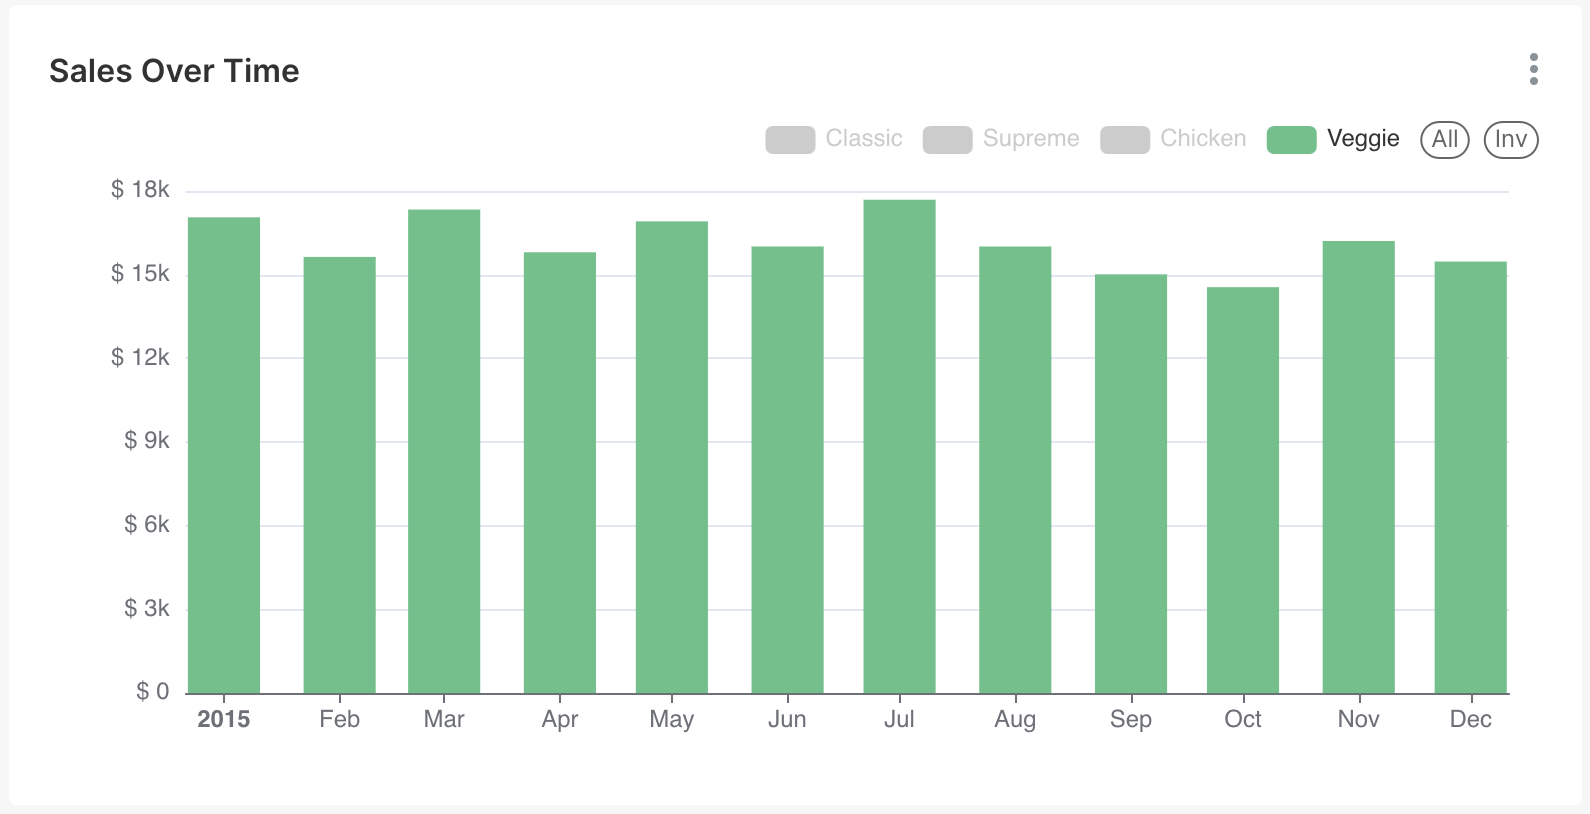 Sales Over Time
Classic Supreme Chicken Veggie All Inv
$ 18k
$ 15k
$ 12k
$ 9k
$ 6k
$ 3k
$ 0
2015 Feb Mar Apr May Jun Jul Aug Sep Oct Nov Dec